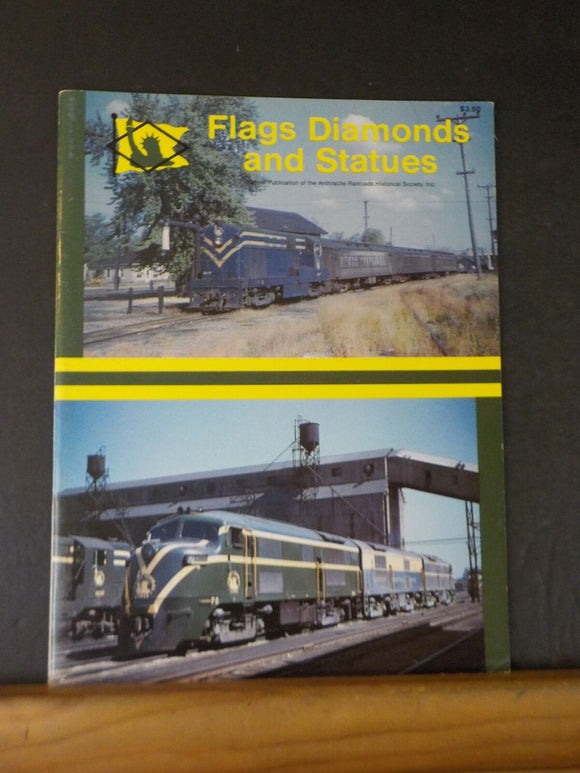 $3.50
Flags Diamonds
and Statues
Publication of the Anthracite Railroads Historical Society, Inc.